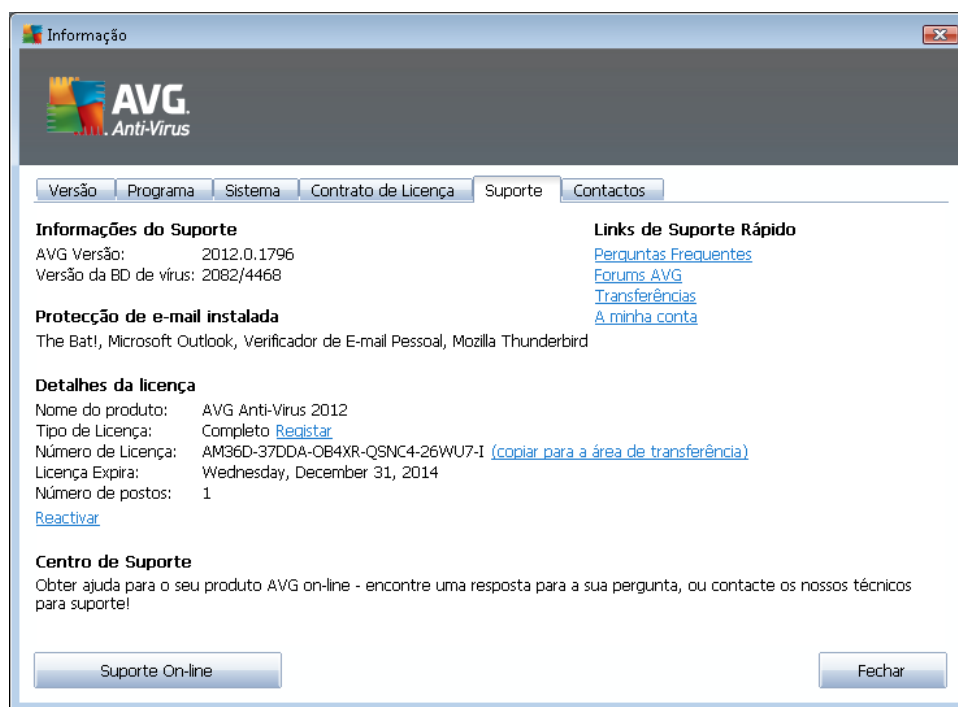 Informação
AVG.
Anti-Virus
Versão Programa Sistema Contrato de Licença Suporte Contactos
Informações do Suporte
AVG Versão: 2012.0.1796
Versão da BD de vírus: 2082/4468
Links de Suporte Rápido
Perguntas Frequentes
Forums AVG
Transferências
A minha conta
Protecção de e-mail instalada
The Bat!, Microsoft Outlook, Verificador de E-mail Pessoal, Mozilla Thunderbird
Detalhes da licença
Nome do produto: AVG Anti-Virus 2012
Tipo de Licença: Completo Registar
Número de Licença: AM36D-37DDA-OB4XR-QSNC4-26WU7-I (copiar para a área de transferência)
Licença Expira: Wednesday, December 31, 2014
Número de postos: 1
Reactivar
Centro de Suporte
Obter ajuda para o seu produto AVG on-line - encontre uma resposta para a sua pergunta, ou contacte os nossos técnicos
para suporte!
Suporte On-line
Fechar